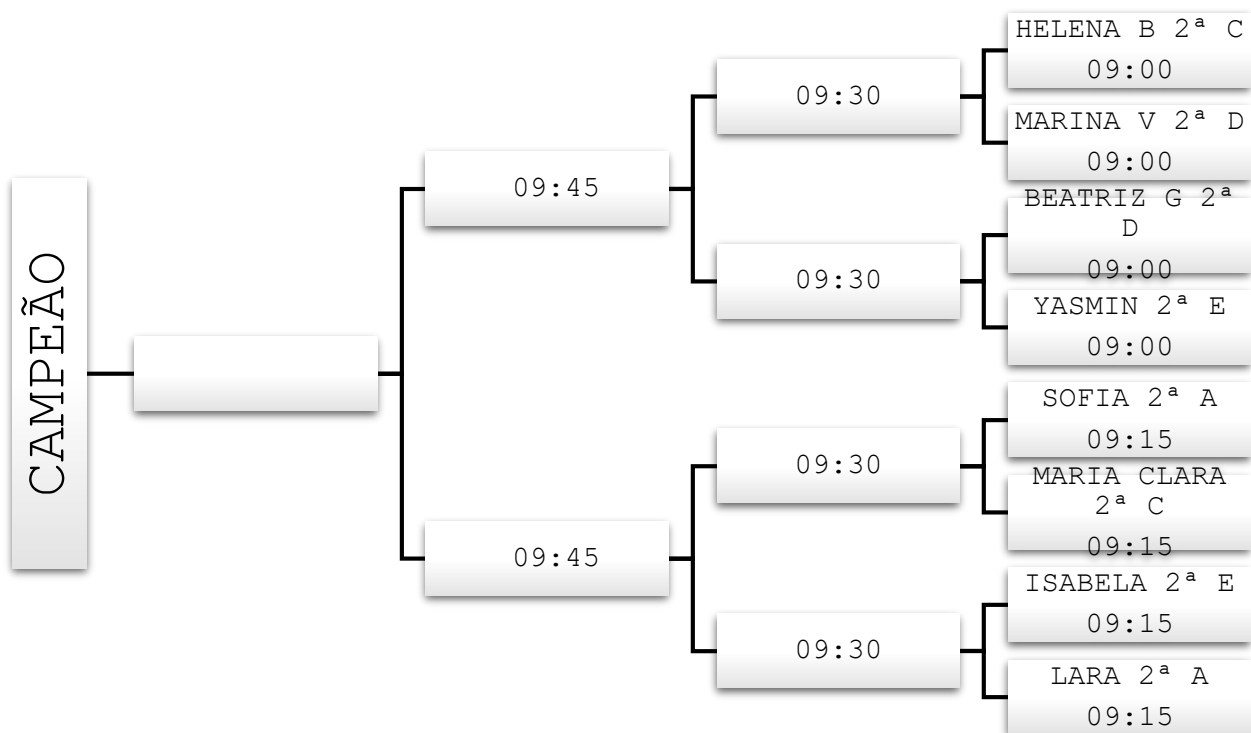 CAMPEÃO
09:45
09:45
09:30
09:30
09:30
09:30
HELENA B 2ª C
09:00
MARINA V 2ª D
09:00
BEATRIZ G 2ª
D
09:00
YASMIN 2ª E
09:00
SOFIA 2ª A
09:15
MARIA CLARA
2ª C
09:15
ISABELA 2ª E
09:15
LARA 2ª A
09:15